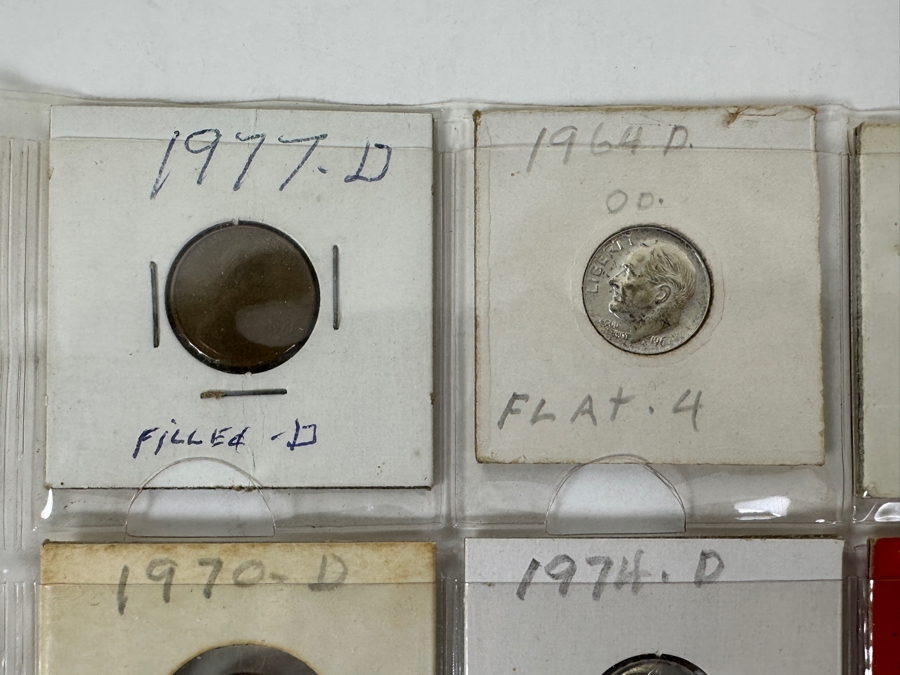 1977-D
FILLEd -D
1964 D.
OD.
LIBERTY
FLAt. 4
1970-D
1974. D